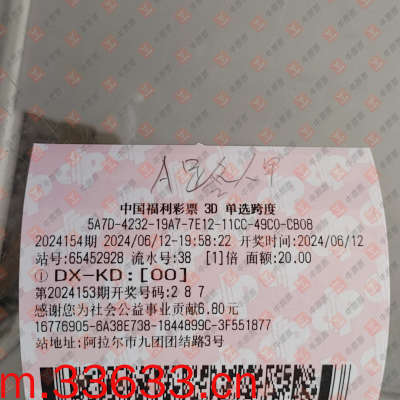 中国福利彩票 3D 单选跨度
5A7D-4232-19A7-7E12-11CC-49C0-CB0B
2024154期 2024/06/12-19:58:22 开奖时间:2024/06/12
站号:65452928 流水号:38 [1]倍 面额:20.00
① DX-KD:[00]
第2024153期开奖号码:2 8 7
感谢您为社会公益事业贡献6.80元
16776905-6A38E738-1844899C-3F551877
站地址:阿拉尔市九团团结路3号
m.33633.cn